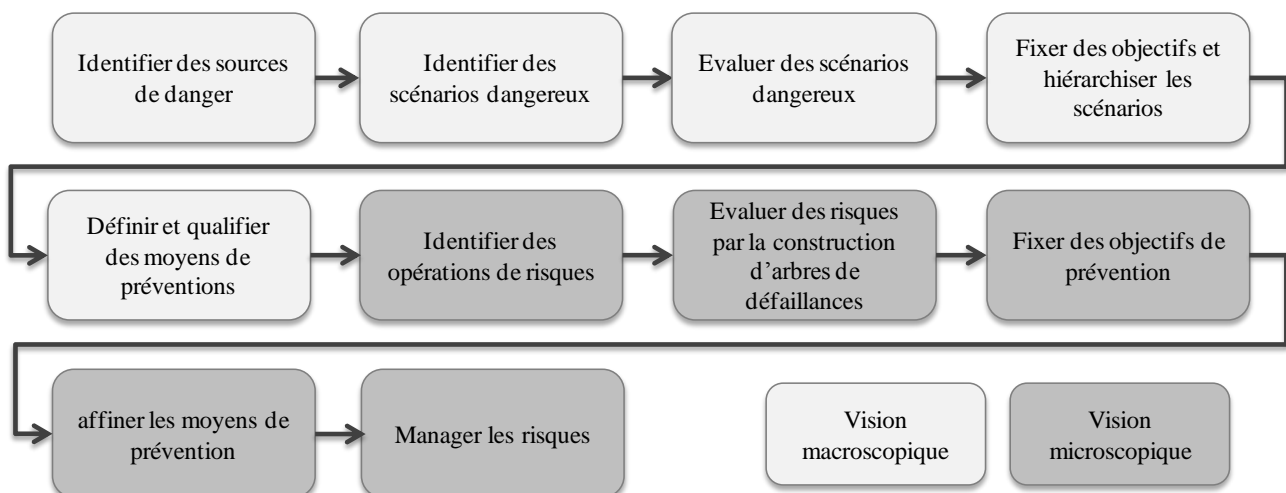 Identifier des sources
de danger
Identifier des
scénarios dangereux
Evaluer des scénarios
dangereux
Fixer des objectifs et
hiérarchiser les
scénarios
Définir et qualifier
des moyens de
préventions
Identifier des
opérations de risques
Evaluer des risques
par la construction
d’arbres de
défaillances
Fixer des objectifs de
prévention
affiner les moyens de
prévention
Manager les risques
Vision
macroscopique
Vision
microscopique